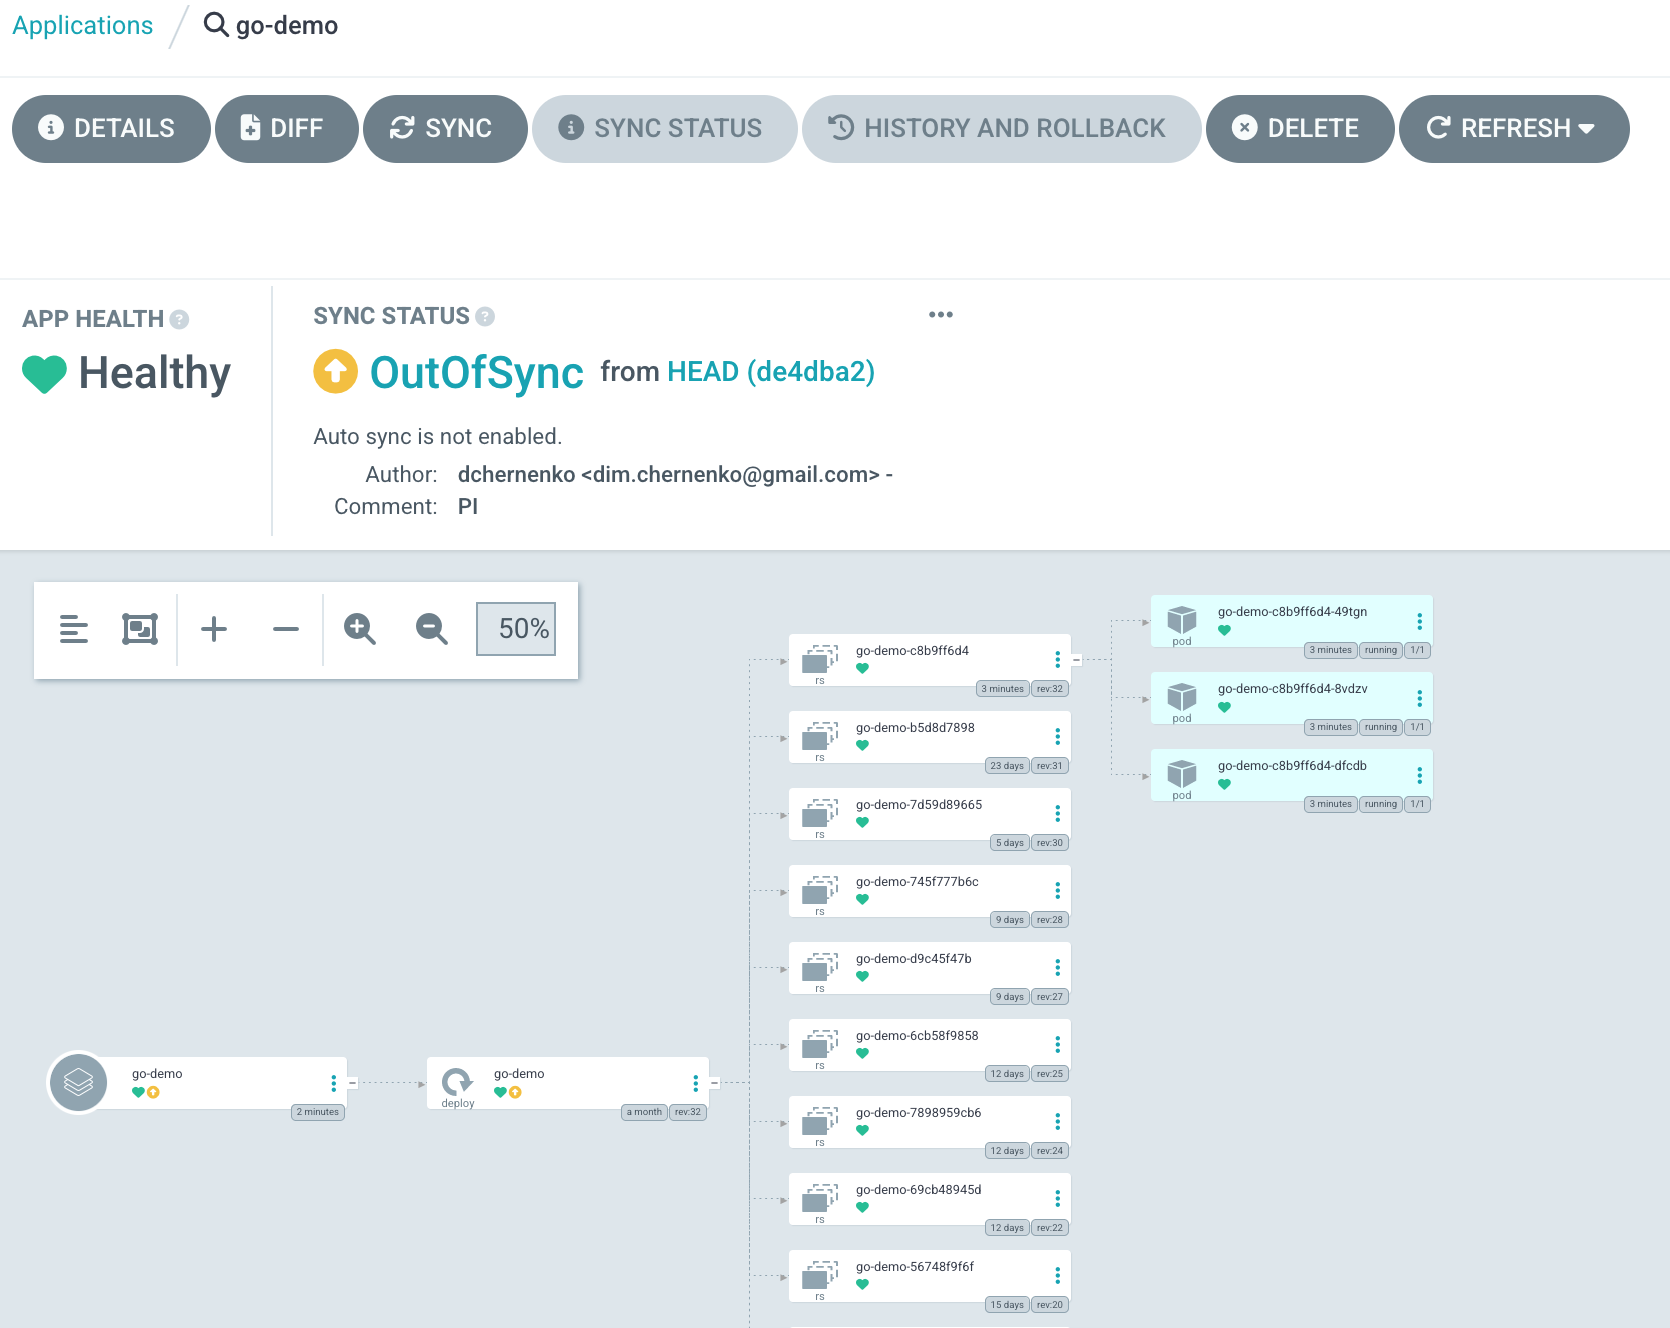 Applications
go-demo
DETAILS
DIFF
SYNC
SYNC STATUS
HISTORY AND ROLLBACK
DELETE
REFRESH
APP HEALTH
Healthy
SYNC STATUS
OutOfSync from HEAD (de4dba2)
Auto sync is not enabled.
Author: dchernenko <dim.chernenko@gmail.com> -
Comment: PI
50%
go-demo
2 minutes
go-demo
deploy
a month rev:32
go-demo-c8b9ff6d4
rs
3 minutes rev:32
go-demo-b5d8d7898
rs
23 days rev:31
go-demo-7d59d89665
rs
5 days rev:30
go-demo-745f777b6c
rs
9 days rev:28
go-demo-d9c45f47b
rs
9 days rev:27
go-demo-6cb58f9858
rs
12 days rev:25
go-demo-7898959cb6
rs
12 days rev:24
go-demo-69cb48945d
rs
12 days rev:22
go-demo-56748f9f6f
rs
15 days rev:20
go-demo-c8b9ff6d4-49tgn
pod
3 minutes running 1/1
go-demo-c8b9ff6d4-8vdzv
pod
3 minutes running 1/1
go-demo-c8b9ff6d4-dfcdb
pod
3 minutes running 1/1